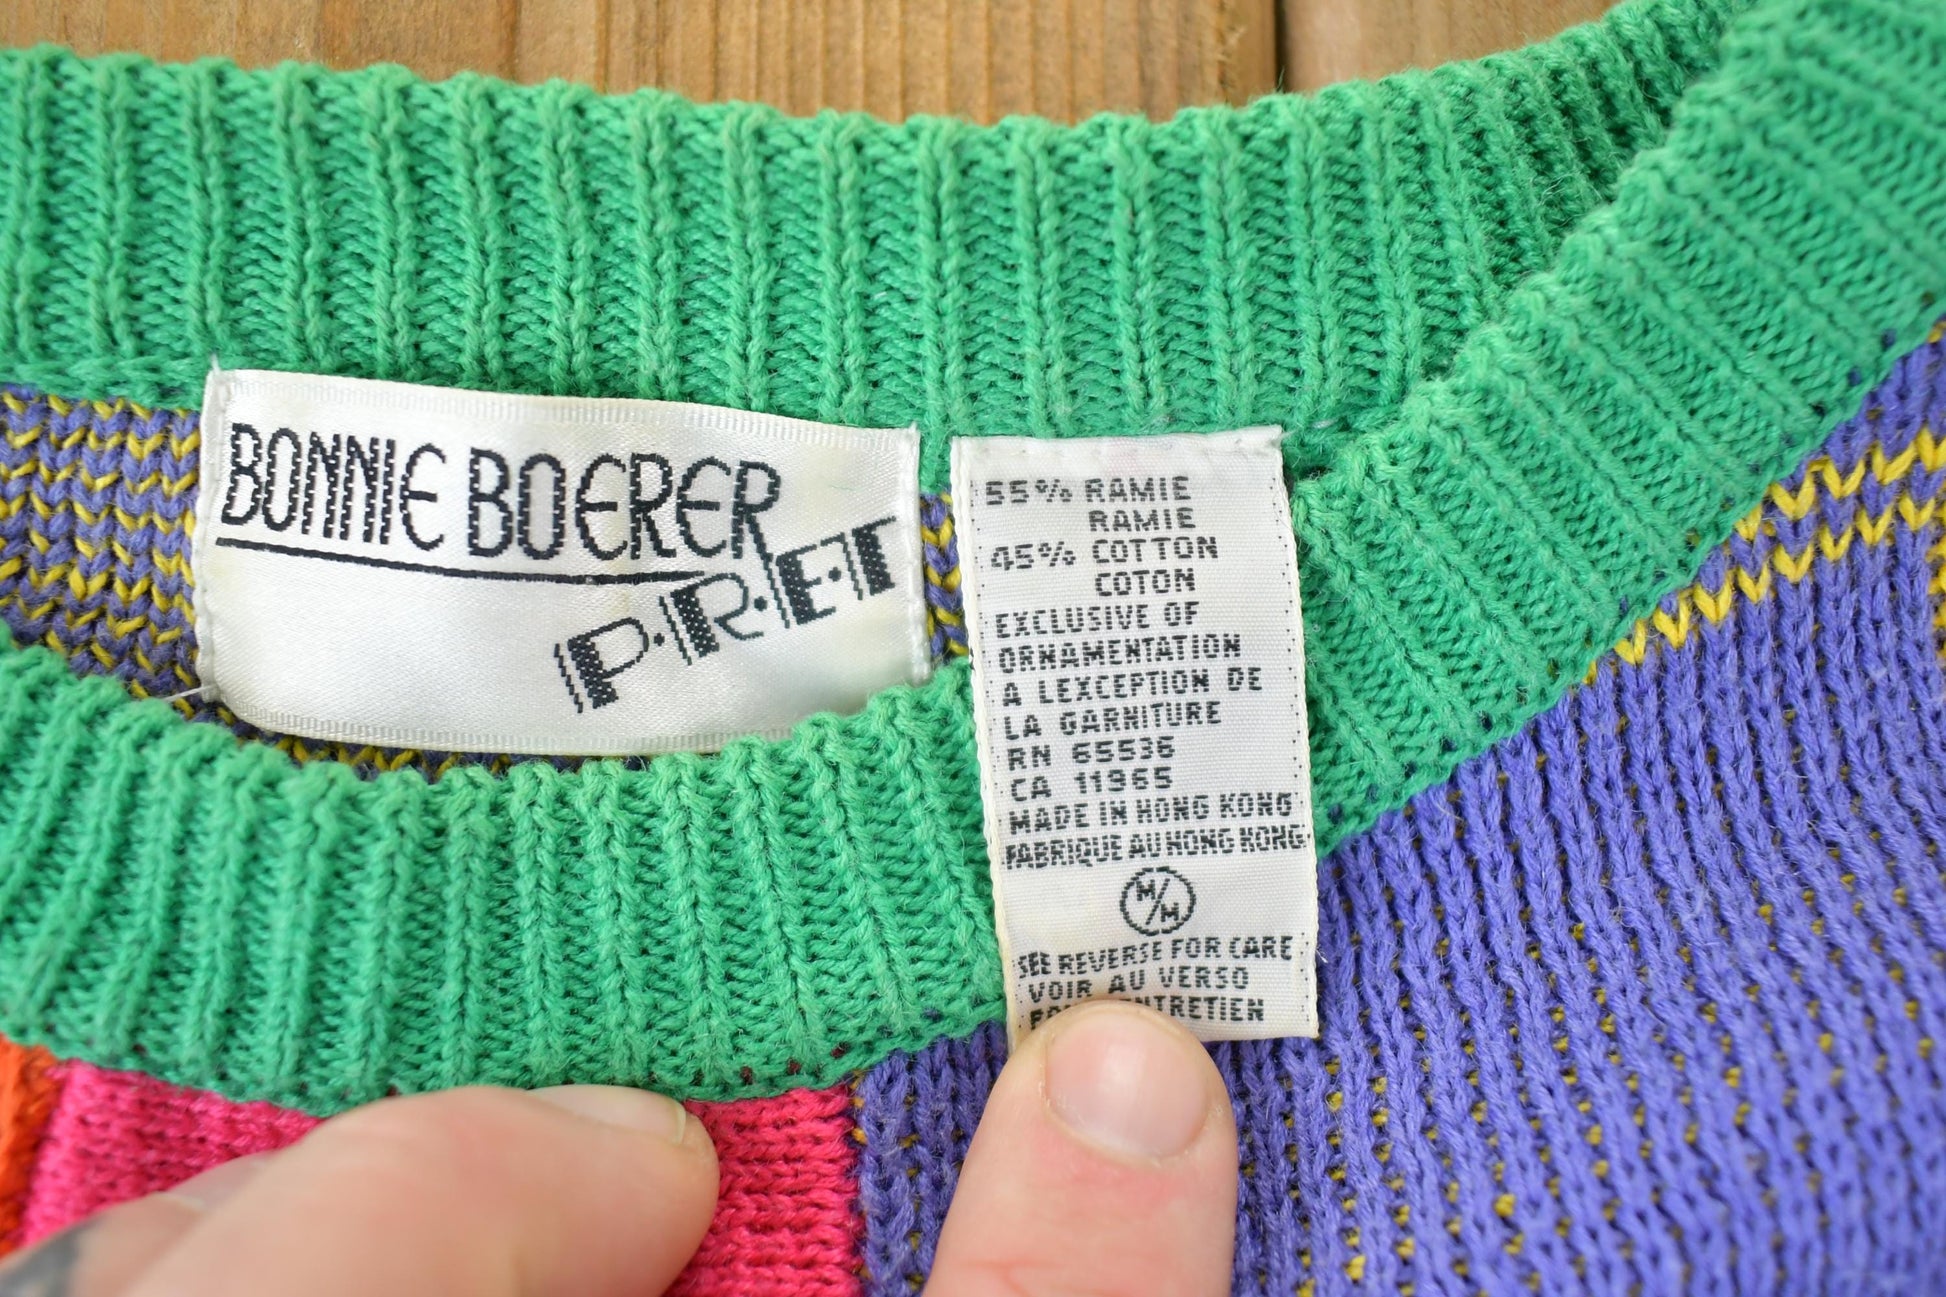 BONNIE BOERER
P.R.E.T
55% RAMIE
RAMIE
45% COTTON
COTON
EXCLUSIVE OF
ORNAMENTATION
A LEXCEPTION DE
LA GARNITURE
RN 65536
CA 11965
MADE IN HONG KONG
FABRIQUE AU HONG KONG
M/M
SEE REVERSE FOR CARE
VOIR AU VERSO
ENTRETIEN